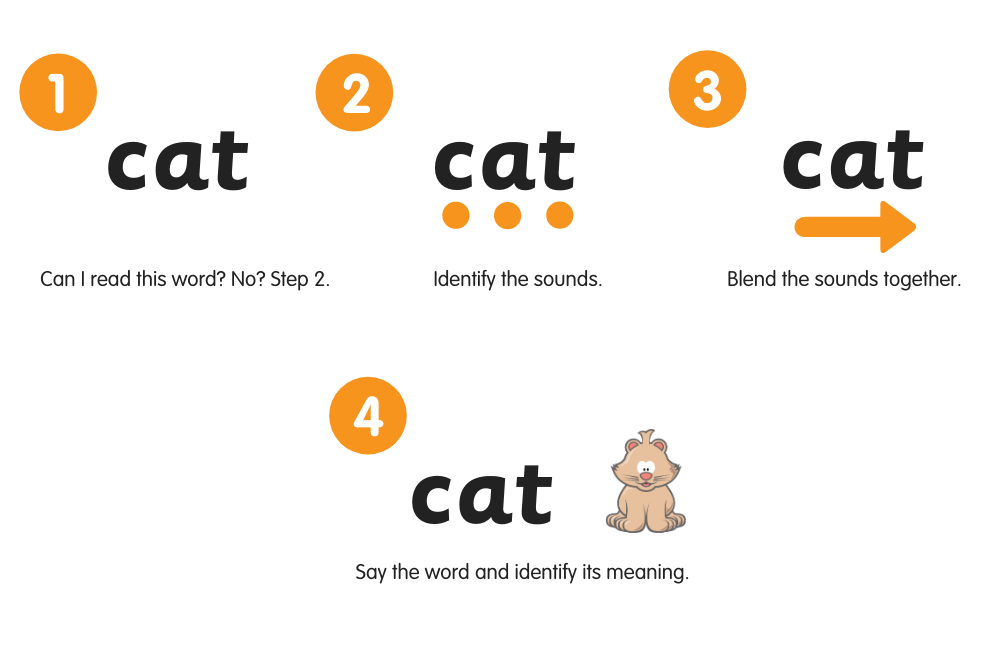 1
cat
Can I read this word? No? Step 2.
2
cat
Identify the sounds.
3
cat
Blend the sounds together.
4
cat
Say the word and identify its meaning.